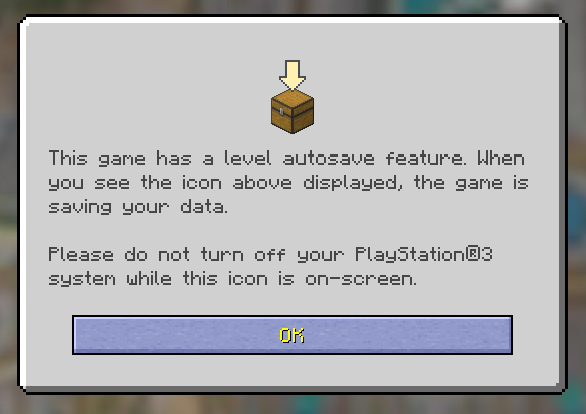 This game has a level autosave feature. When
you see the icon above displayed, the game is
saving your data.
Please do not turn off your PlayStation®3
system while this icon is on-screen.
OK